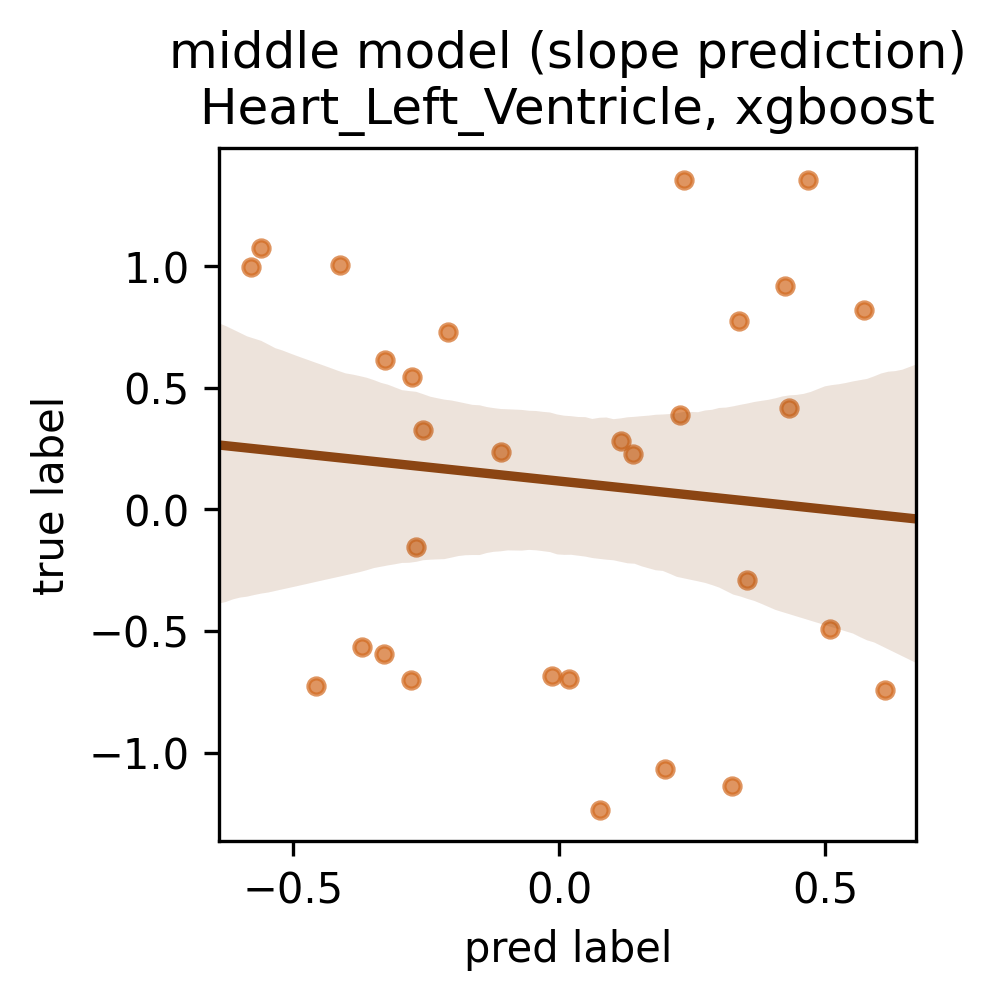 middle model (slope prediction)
Heart_Left_Ventricle, xgboost
1.0
0.5
0.0
−0.5
−1.0
true label
−0.5
0.0
0.5
pred label